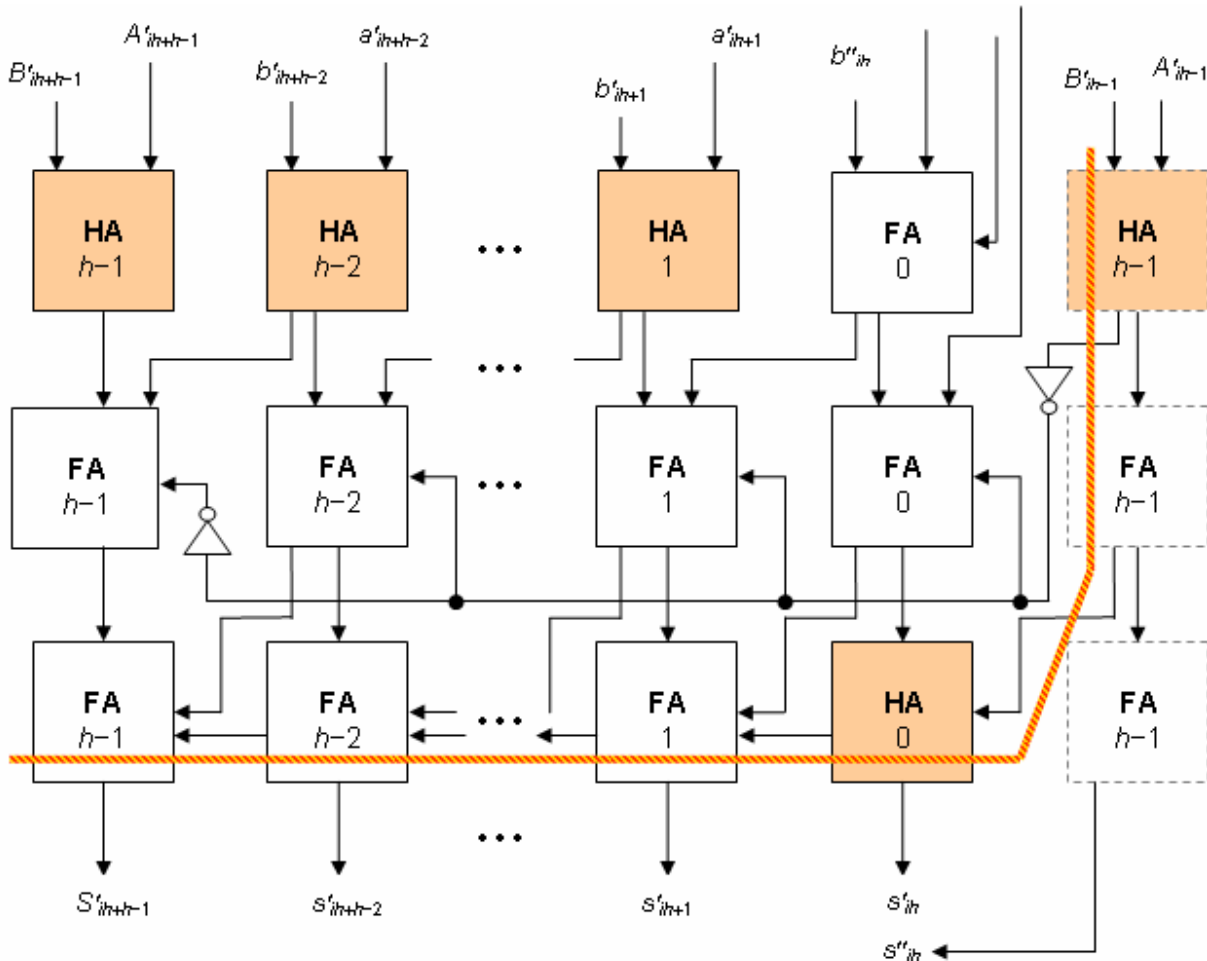 A′ih+h−1 a′ih+h−2 a′ih+1
B′ih+h−1 b′ih+h−2 b′ih+1 b″ih B′ih−1 A′ih−1
HA HA ... HA FA HA
h−1 h−2 1 0 h−1
...
FA FA ... FA FA FA
h−1 h−2 1 0 h−1
FA FA ... FA HA FA
h−1 h−2 1 0 h−1
...
S′ih+h−1 s′ih+h−2 s′ih+1 s′ih
s″ih